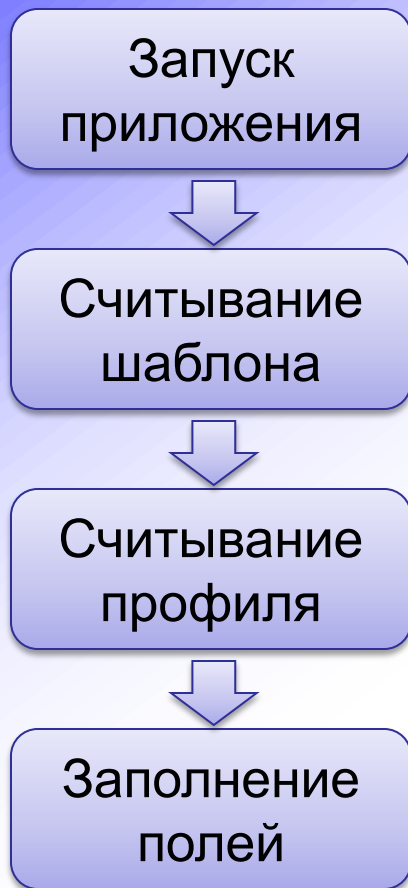 Запуск
приложения
Считывание
шаблона
Считывание
профиля
Заполнение
полей